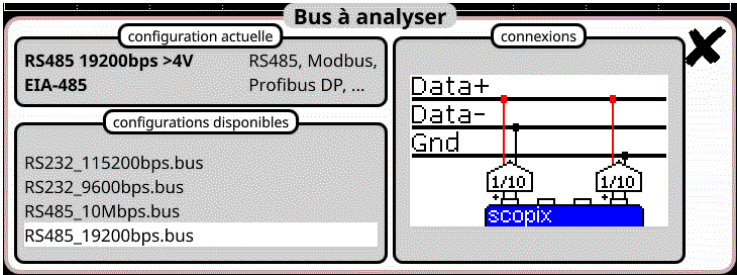 Bus à analyser
configuration actuelle
RS485 19200bps >4V
EIA-485
RS485, Modbus,
Profibus DP, ...
configurations disponibles
RS232_115200bps.bus
RS232_9600bps.bus
RS485_10Mbps.bus
RS485_19200bps.bus
connexions
Data+
Data-
Gnd
1/10 1/10
+ +
scopix